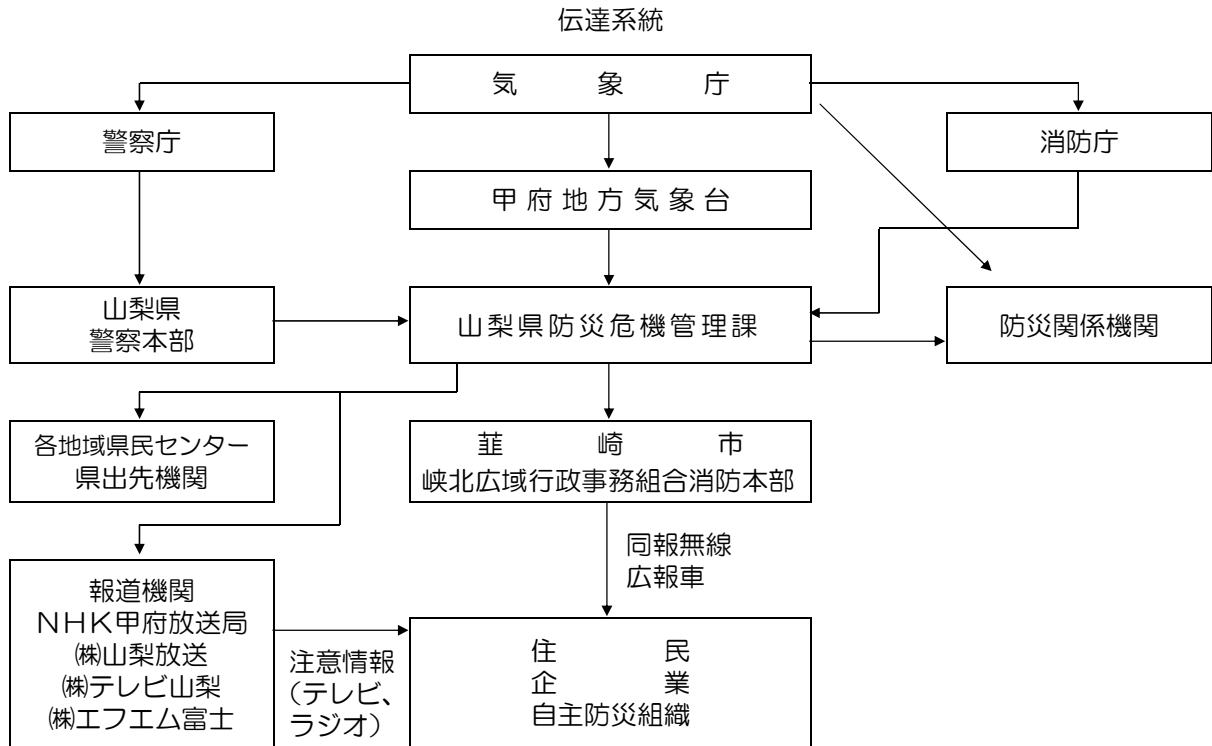 伝達系統
気象庁
警察庁
消防庁
甲府地方気象台
山梨県
警察本部
山梨県防災危機管理課
防災関係機関
各地域県民センター
県出先機関
韮崎市
峡北広域行政事務組合消防本部
同報無線
広報車
報道機関
NHK甲府放送局
㈱山梨放送
㈱テレビ山梨
㈱エフエム富士
注意情報
(テレビ、
ラジオ)
住民
企業
自主防災組織